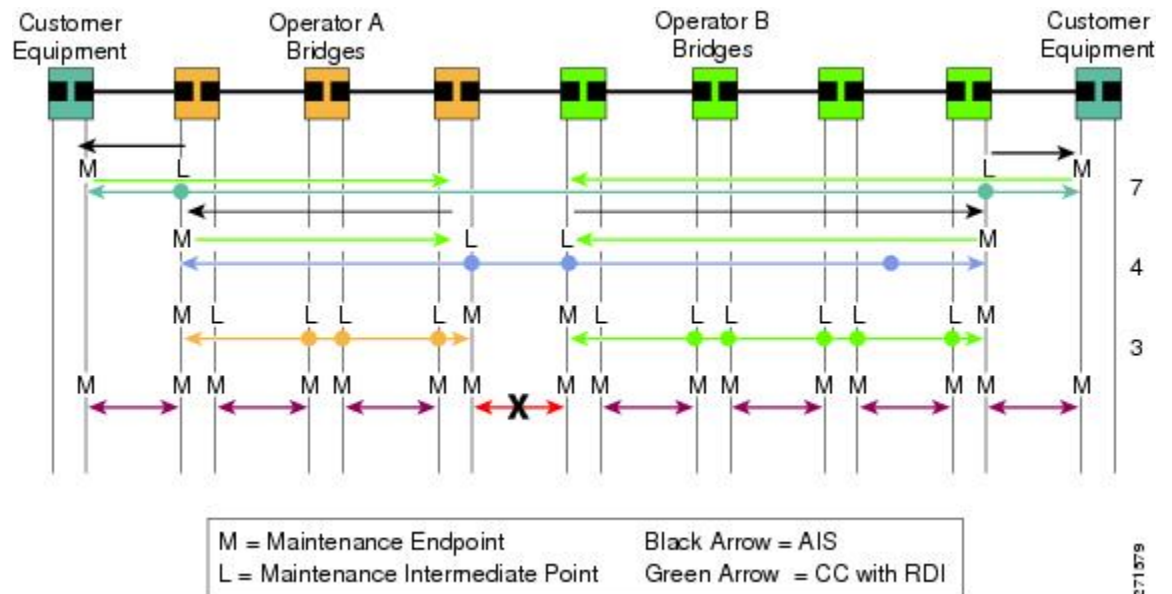 Customer
Equipment
Operator A
Bridges
Operator B
Bridges
Customer
Equipment
M L L M
7
M L L M
4
M L L L L M M L L L L L L M
3
M M M M M M M M M M M M M M M M
X
M = Maintenance Endpoint
L = Maintenance Intermediate Point
Black Arrow = AIS
Green Arrow = CC with RDI
271579